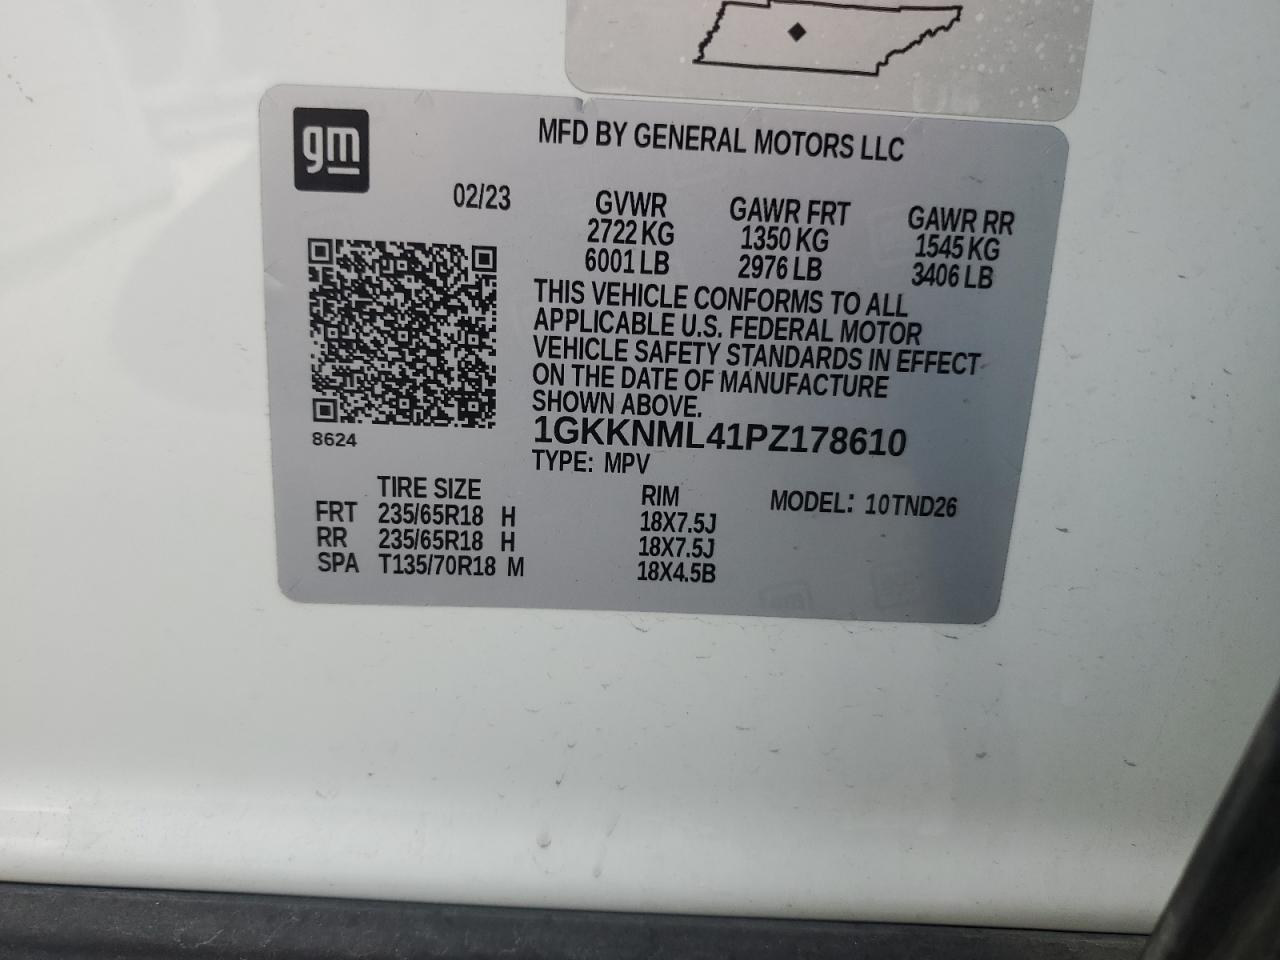 gm
MFD BY GENERAL MOTORS LLC
02/23
GVWR GAWR FRT GAWR RR
2722 KG 1350 KG 1545 KG
6001 LB 2976 LB 3406 LB
THIS VEHICLE CONFORMS TO ALL
APPLICABLE U.S. FEDERAL MOTOR
VEHICLE SAFETY STANDARDS IN EFFECT
ON THE DATE OF MANUFACTURE
SHOWN ABOVE.
8624
1GKKNML41PZ178610
TYPE: MPV
TIRE SIZE RIM MODEL: 10TND26
FRT 235/65R18 H 18X7.5J
RR 235/65R18 H 18X7.5J
SPA T135/70R18 M 18X4.5B